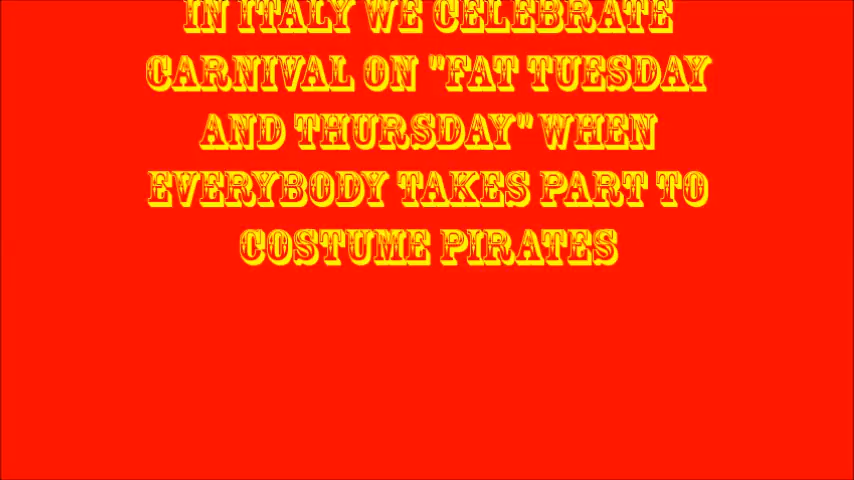 IN ITALY WE CELEBRATE
CARNIVAL ON "FAT TUESDAY
AND THURSDAY" WHEN
EVERYBODY TAKES PART TO
COSTUME PIRATES